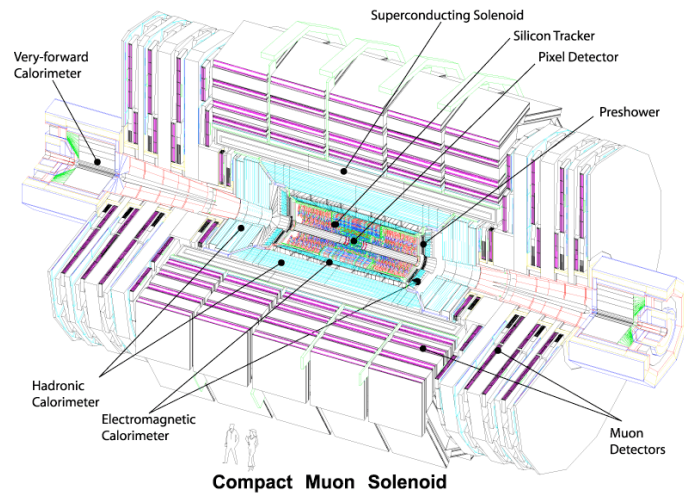 Superconducting Solenoid
Silicon Tracker
Pixel Detector
Very-forward
Calorimeter
Preshower
Hadronic
Calorimeter
Electromagnetic
Calorimeter
Muon
Detectors
Compact Muon Solenoid